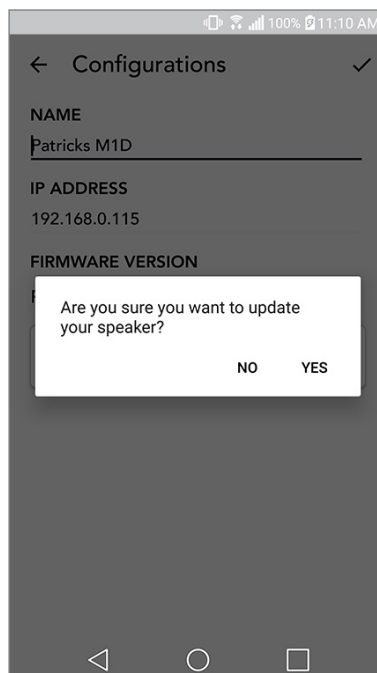 100% 11:10 AM
Configurations
NAME
Patricks M1D
IP ADDRESS
192.168.0.115
FIRMWARE VERSION
Are you sure you want to update
your speaker?
NO YES